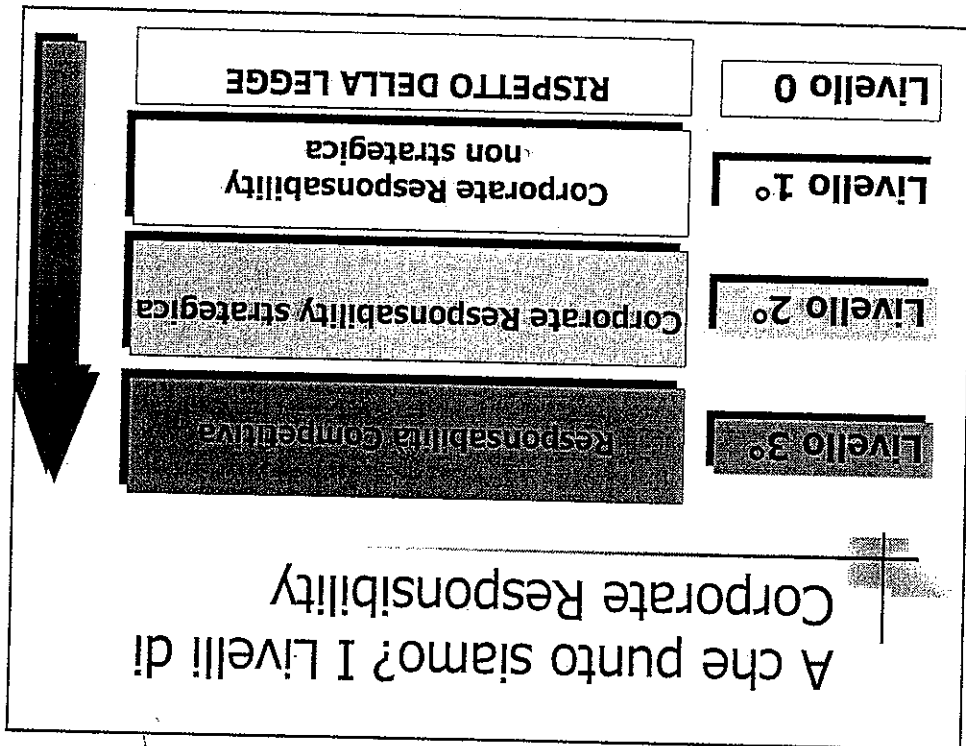 A che punto siamo? I Livelli di
Corporate Responsibility
Livello 3°
Responsabilità Competitiva
Livello 2°
Corporate Responsability strategica
Livello 1°
Corporate Responsability
non strategica
Livello 0
RISPETTO DELLA LEGGE